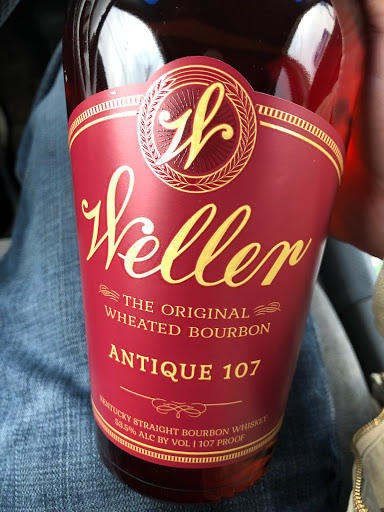 W
Weller
THE ORIGINAL
WHEATED BOURBON
ANTIQUE 107
KENTUCKY STRAIGHT BOURBON WHISKEY
53.5% ALC BY VOL | 107 PROOF